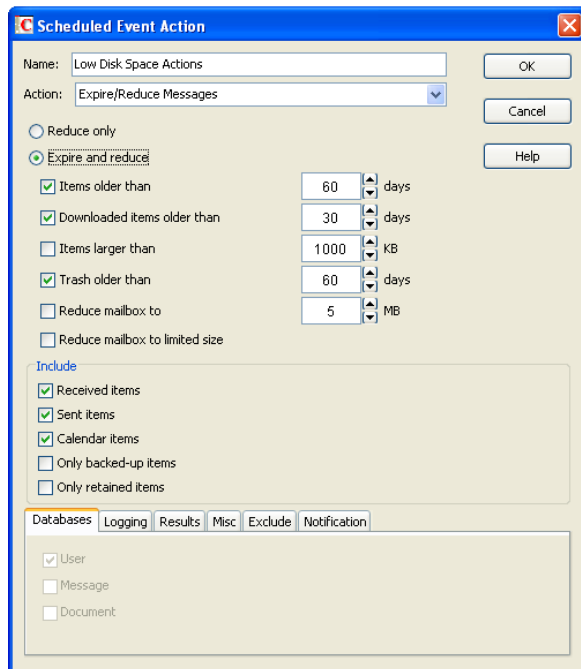 Scheduled Event Action
Name: Low Disk Space Actions
OK
Action: Expire/Reduce Messages
Cancel
Reduce only
Expire and reduce
Help
Items older than 60 days
Downloaded items older than 30 days
Items larger than 1000 KB
Trash older than 60 days
Reduce mailbox to 5 MB
Reduce mailbox to limited size
Include
Received items
Sent items
Calendar items
Only backed-up items
Only retained items
Databases Logging Results Misc Exclude Notification
User
Message
Document